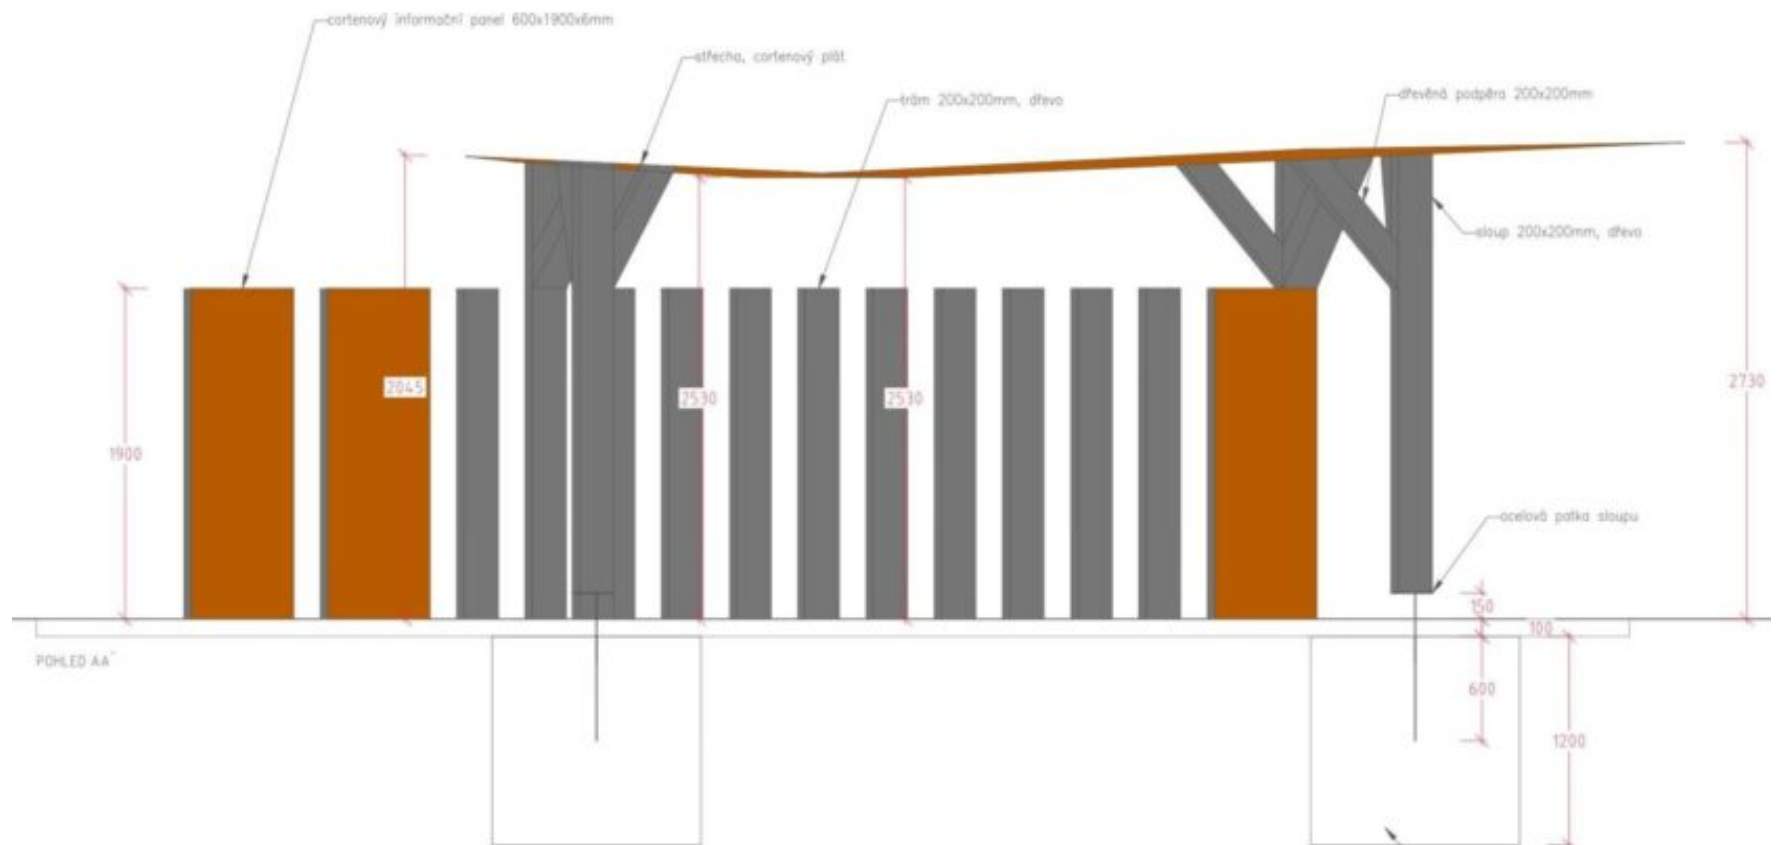 cortenový informační panel 600x1900x6mm
střecha, cortenový plát
trám 200x200mm, dřevo
dřevěná podpěra 200x200mm
sloup 200x200mm, dřevo
2045
2530
2530
2730
1900
ocelová patka sloupu
150
100
POHLED AA'
600
1200